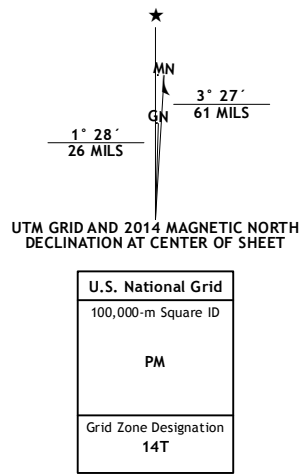 MN
3° 27´
61 MILS
GN
1° 28´
26 MILS
UTM GRID AND 2014 MAGNETIC NORTH
DECLINATION AT CENTER OF SHEET
U.S. National Grid
100,000-m Square ID
PM
Grid Zone Designation
14T